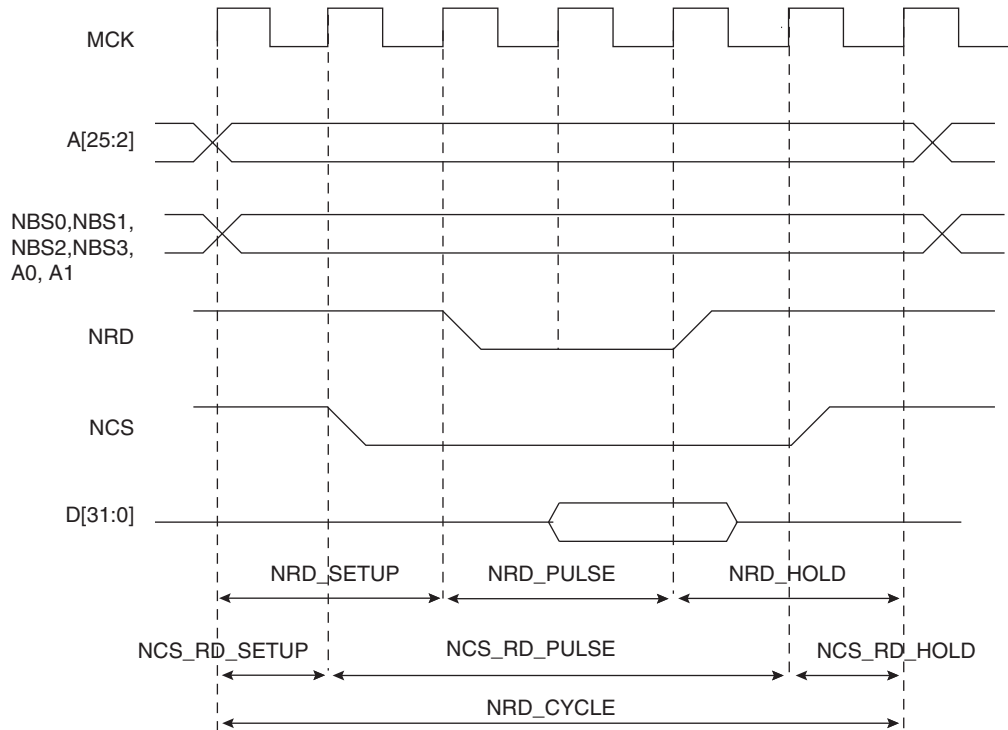 MCK
A[25:2]
NBS0,NBS1,
NBS2,NBS3,
A0, A1
NRD
NCS
D[31:0]
NRD_SETUP NRD_PULSE NRD_HOLD
NCS_RD_SETUP NCS_RD_PULSE NCS_RD_HOLD
NRD_CYCLE